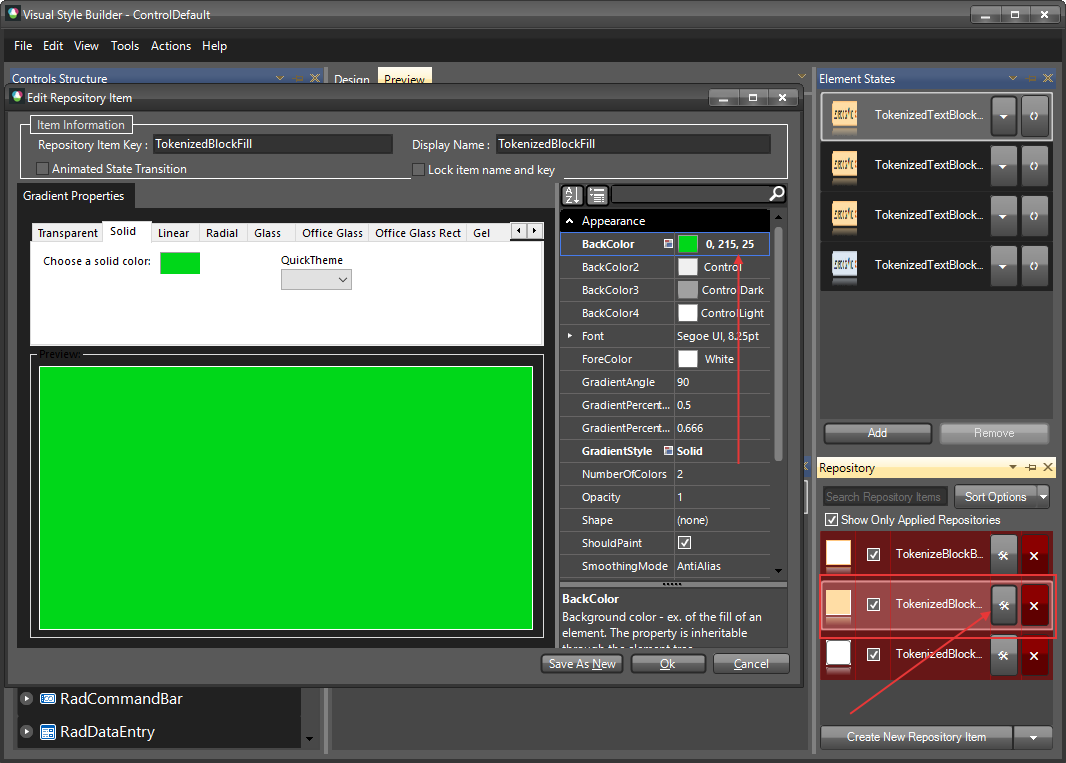 Visual Style Builder - ControlDefault
File Edit View Tools Actions Help
Controls Structure
Design Preview
Element States
Edit Repository Item
Item Information
Repository Item Key : TokenizedBlockFill
Display Name : TokenizedBlockFill
Animated State Transition
Lock item name and key
Gradient Properties
Transparent Solid Linear Radial Glass Office Glass Office Glass Rect Gel
Choose a solid color:
QuickTheme
Preview:
Appearance
BackColor 0, 215, 25
BackColor2 Control
BackColor3 ControlDark
BackColor4 ControlLight
Font Segoe UI, 8.25pt
ForeColor White
GradientAngle 90
GradientPercent... 0.5
GradientPercent... 0.666
GradientStyle Solid
NumberOfColors 2
Opacity 1
Shape (none)
ShouldPaint
SmoothingMode AntiAlias
BackColor
Background color - ex. of the fill of an
element. The property is inheritable
through the element tree
Save As New Ok Cancel
RadCommandBar
RadDataEntry
TokenizedTextBlock...
TokenizedTextBlock...
TokenizedTextBlock...
TokenizedTextBlock...
Add Remove
Repository
Search Repository Items Sort Options
Show Only Applied Repositories
TokenizeBlockB...
TokenizedBlock...
TokenizedBlock...
Create New Repository Item